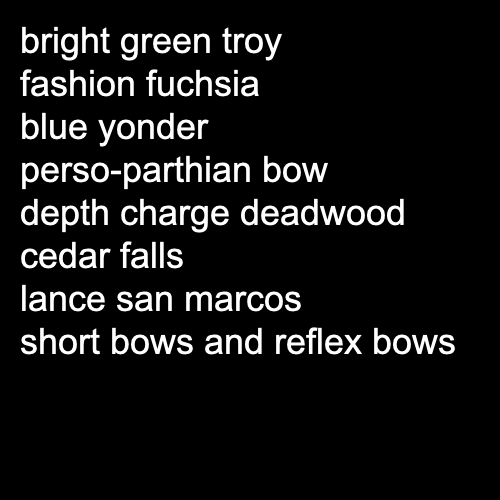 bright green troy
fashion fuchsia
blue yonder
perso-parthian bow
depth charge deadwood
cedar falls
lance san marcos
short bows and reflex bows